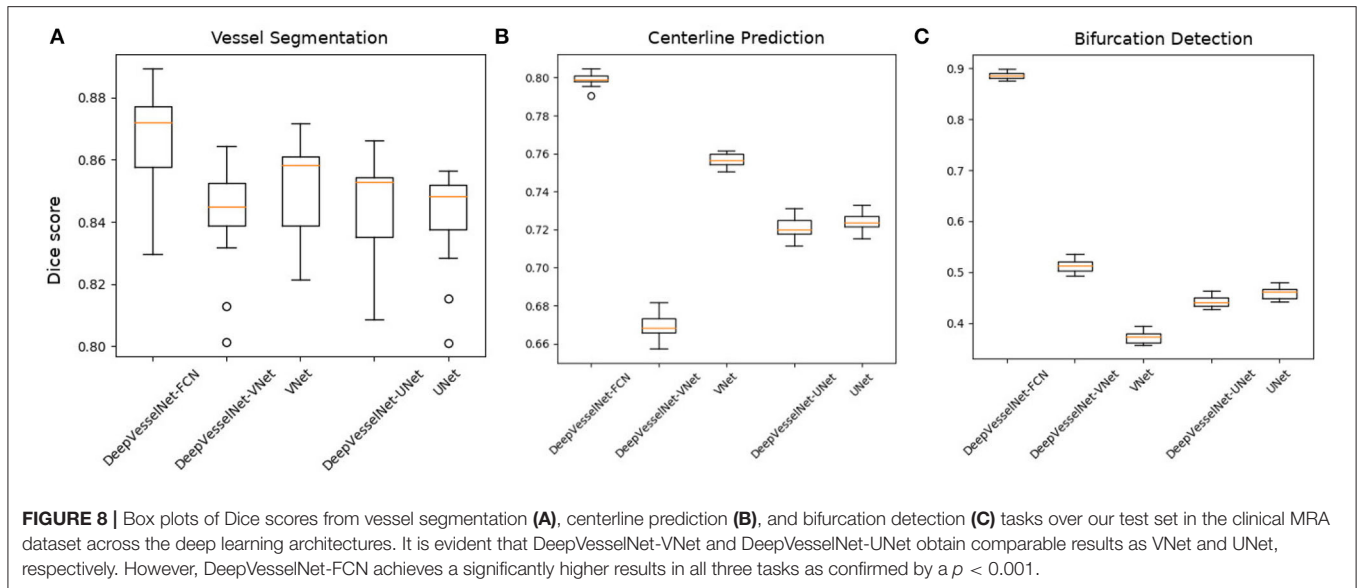 A
Vessel Segmentation
Dice score
0.88
0.86
0.84
0.82
0.80
DeepVesselNet-FCN
DeepVesselNet-VNet
VNet
DeepVesselNet-UNet
UNet
B
Centerline Prediction
0.80
0.78
0.76
0.74
0.72
0.70
0.68
0.66
DeepVesselNet-FCN
DeepVesselNet-VNet
VNet
DeepVesselNet-UNet
UNet
C
Bifurcation Detection
0.9
0.8
0.7
0.6
0.5
0.4
DeepVesselNet-FCN
DeepVesselNet-VNet
VNet
DeepVesselNet-UNet
UNet
FIGURE 8 | Box plots of Dice scores from vessel segmentation (A), centerline prediction (B), and bifurcation detection (C) tasks over our test set in the clinical MRA
dataset across the deep learning architectures. It is evident that DeepVesselNet-VNet and DeepVesselNet-UNet obtain comparable results as VNet and UNet,
respectively. However, DeepVesselNet-FCN achieves a significantly higher results in all three tasks as confirmed by a p < 0.001.